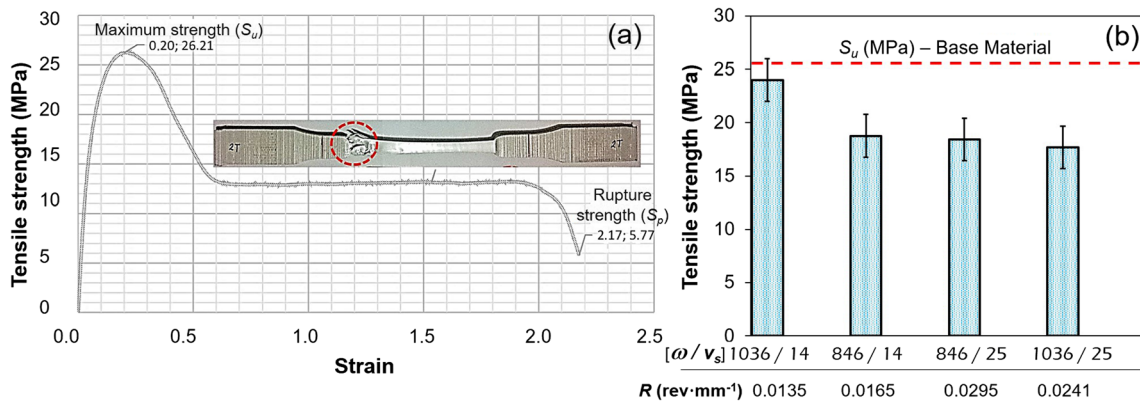 30
25
20
15
10
5
0
Tensile strength (MPa)
Maximum strength (Su)
0.20; 26.21
(a)
2T
2T
Rupture
strength (Sp)
2.17; 5.77
0.0
0.5
1.0
1.5
2.0
2.5
Strain
30
25
20
15
10
5
0
Tensile strength (MPa)
(b)
Su (MPa) – Base Material
[ω/vs] 1036 / 14 846 / 14 846 / 25 1036 / 25
R (rev·mm-1) 0.0135 0.0165 0.0295 0.0241